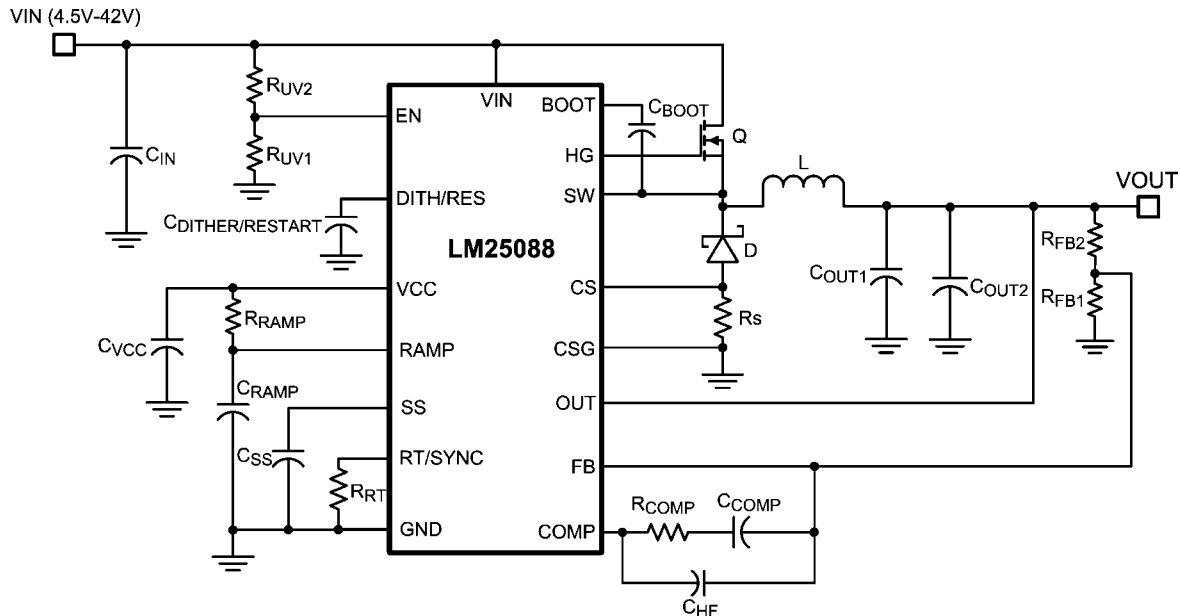 VIN (4.5V-42V)
RUV2
RUV1
CIN
EN
VIN
BOOT
CBOOT
HG
Q
SW
L
VOUT
DITH/RES
CDITHER/RESTART
LM25088
D
COUT1
COUT2
RFB2
RFB1
CS
Rs
CSG
VCC
RRAMP
CVCC
RAMP
CRAMP
SS
CSS
OUT
RT/SYNC
RRT
FB
GND
COMP
RCOMP
CCOMP
CHF